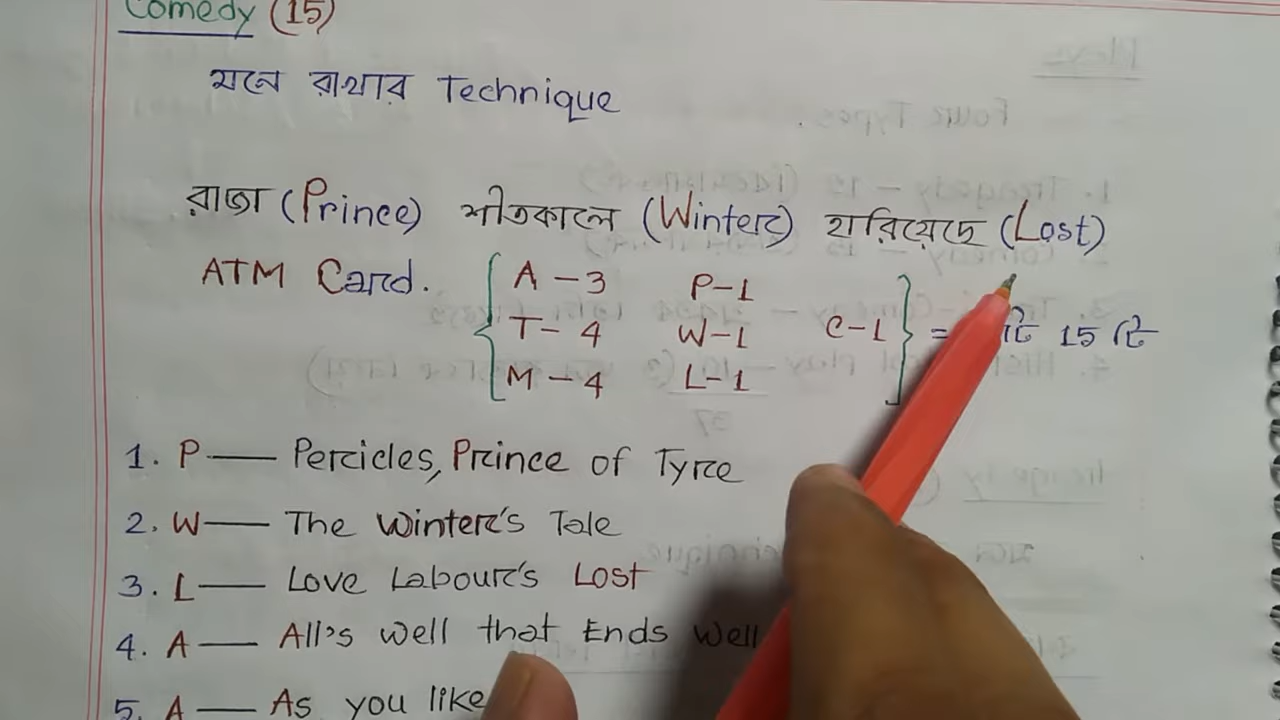 Comedy (15)
মনে রাখার Technique
রাজা (Prince) শীতকালে (Winter) হারিয়েছে (Lost)
ATM Card.
A – 3 P-1
T – 4 W-1 C-1 = টি 15 টি
M – 4 L-1
1. P — Pericles, Prince of Tyre
2. W — The Winter's Tale
3. L — Love Labour's Lost
4. A — All's well that Ends Well
5. A — As you like